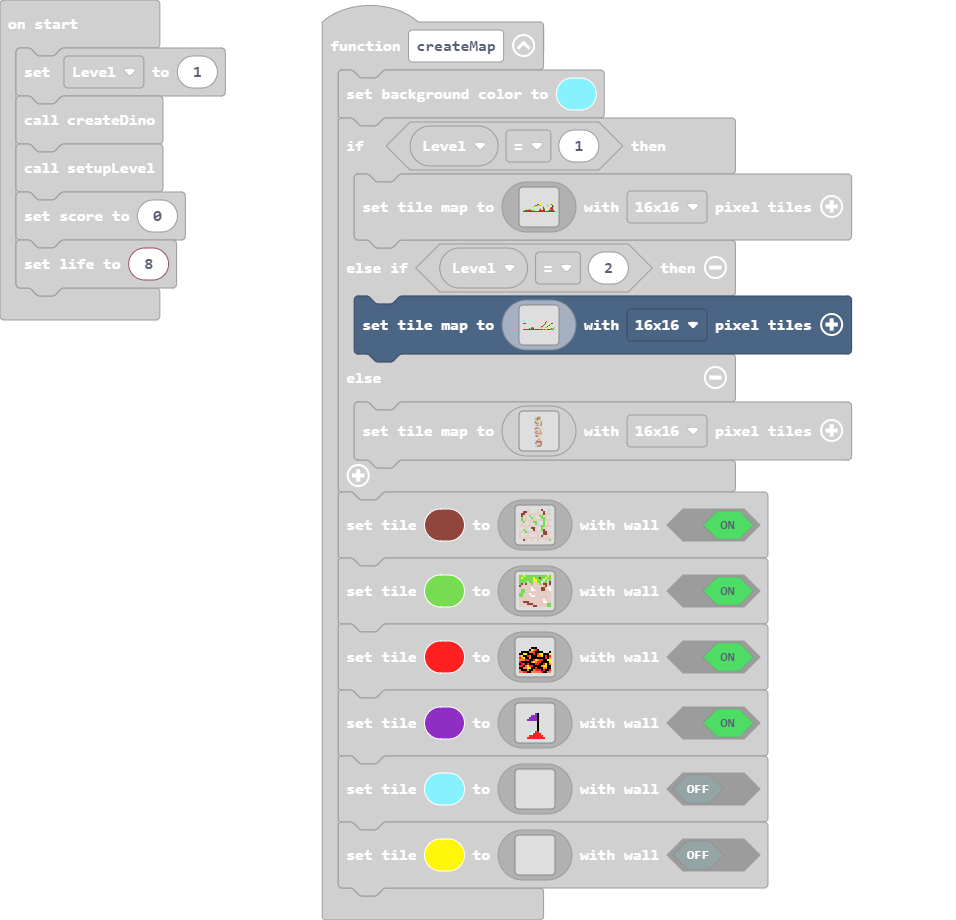 on start
set Level to 1
call createDino
call setupLevel
set score to 0
set life to 8
function createMap
set background color to
if Level = 1 then
set tile map to with 16x16 pixel tiles
else if Level = 2 then
set tile map to with 16x16 pixel tiles
else
set tile map to with 16x16 pixel tiles
set tile to with wall ON
set tile to with wall ON
set tile to with wall ON
set tile to with wall ON
set tile to with wall OFF
set tile to with wall OFF